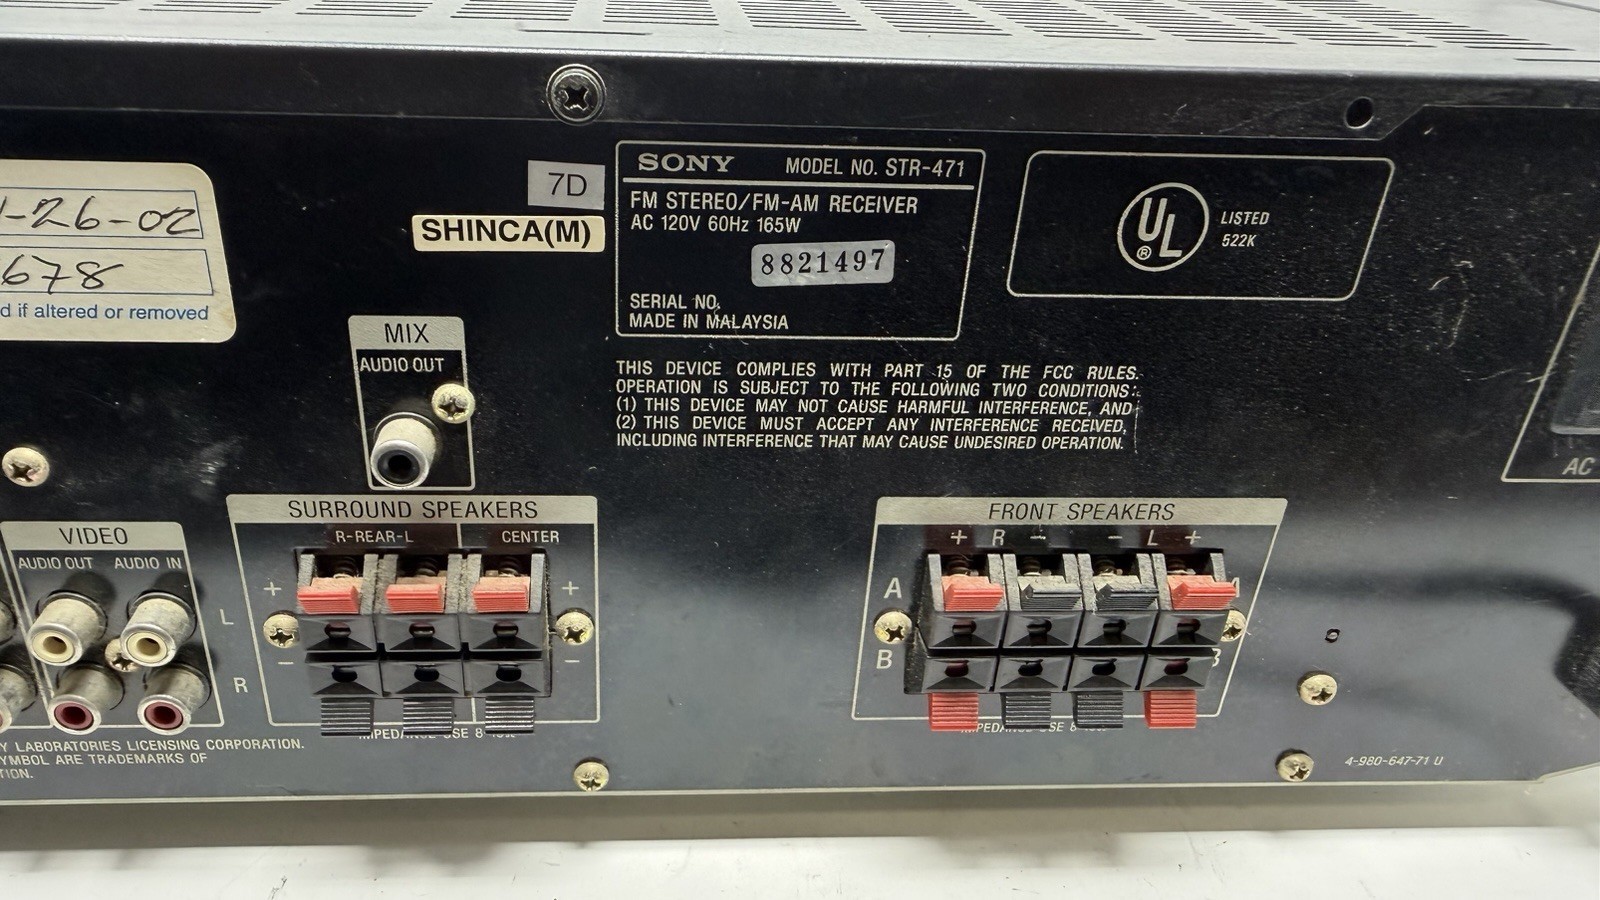 SONY MODEL NO. STR-471
FM STEREO/FM-AM RECEIVER
AC 120V 60Hz 165W
8821497
SERIAL NO.
MADE IN MALAYSIA
7D
SHINCA(M)
UL
®
LISTED
522K
-26-02
678
d if altered or removed
MIX
AUDIO OUT
THIS DEVICE COMPLIES WITH PART 15 OF THE FCC RULES.
OPERATION IS SUBJECT TO THE FOLLOWING TWO CONDITIONS:
(1) THIS DEVICE MAY NOT CAUSE HARMFUL INTERFERENCE, AND
(2) THIS DEVICE MUST ACCEPT ANY INTERFERENCE RECEIVED,
INCLUDING INTERFERENCE THAT MAY CAUSE UNDESIRED OPERATION.
AC
VIDEO
AUDIO OUT AUDIO IN
L
R
SURROUND SPEAKERS
R-REAR-L CENTER
+ +
− −
FRONT SPEAKERS
+ R − − L +
A
B B
Y LABORATORIES LICENSING CORPORATION.
YMBOL ARE TRADEMARKS OF
TION.
4-980-647-71 U